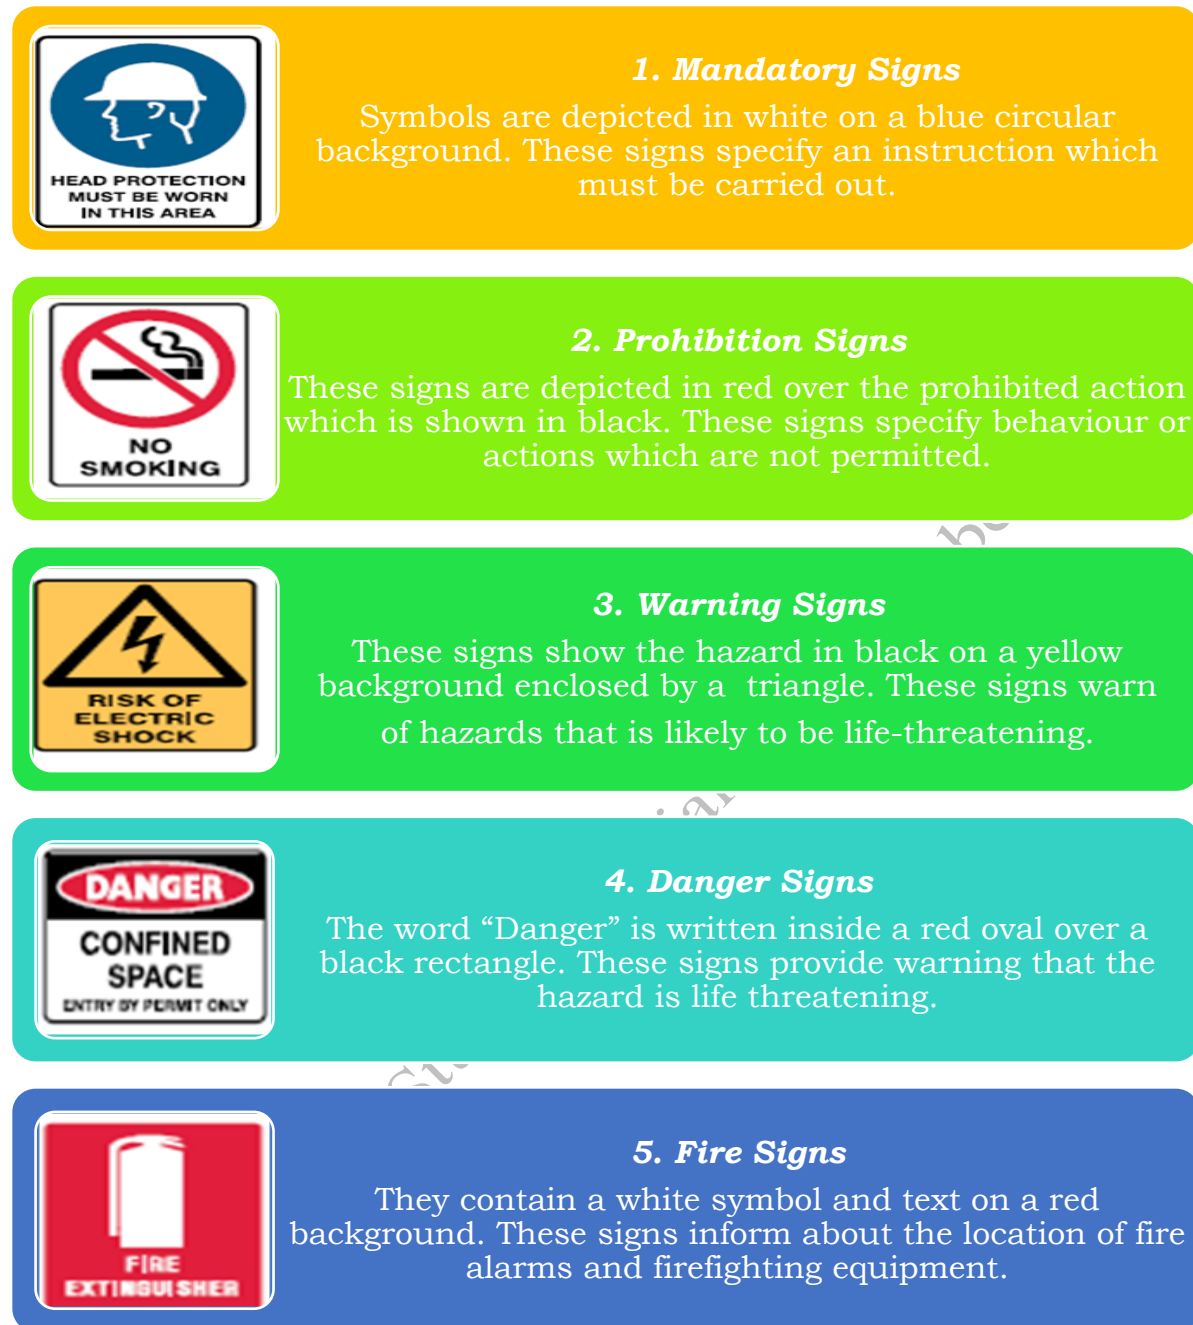 HEAD PROTECTION
MUST BE WORN
IN THIS AREA
1. Mandatory Signs
Symbols are depicted in white on a blue circular
background. These signs specify an instruction which
must be carried out.
NO
SMOKING
2. Prohibition Signs
These signs are depicted in red over the prohibited action
which is shown in black. These signs specify behaviour or
actions which are not permitted.
RISK OF
ELECTRIC
SHOCK
3. Warning Signs
These signs show the hazard in black on a yellow
background enclosed by a triangle. These signs warn
of hazards that is likely to be life-threatening.
DANGER
CONFINED
SPACE
ENTRY BY PERMIT ONLY
4. Danger Signs
The word “Danger” is written inside a red oval over a
black rectangle. These signs provide warning that the
hazard is life threatening.
FIRE
EXTINGUISHER
5. Fire Signs
They contain a white symbol and text on a red
background. These signs inform about the location of fire
alarms and firefighting equipment.